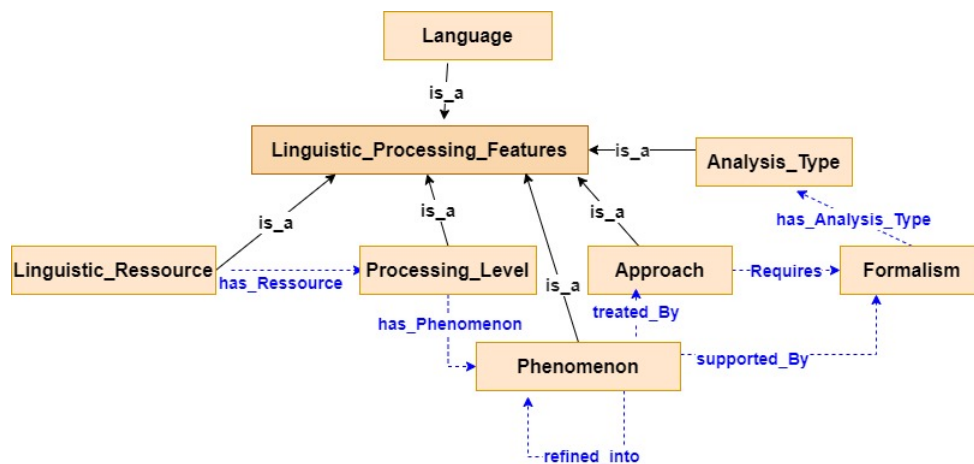 Language
is_a
Linguistic_Processing_Features
is_a
Analysis_Type
is_a
is_a
is_a
has_Analysis_Type
Linguistic_Ressource
has_Ressource
Processing_Level
is_a
Approach
Requires
Formalism
has_Phenomenon
treated_By
Phenomenon
supported_By
refined_into